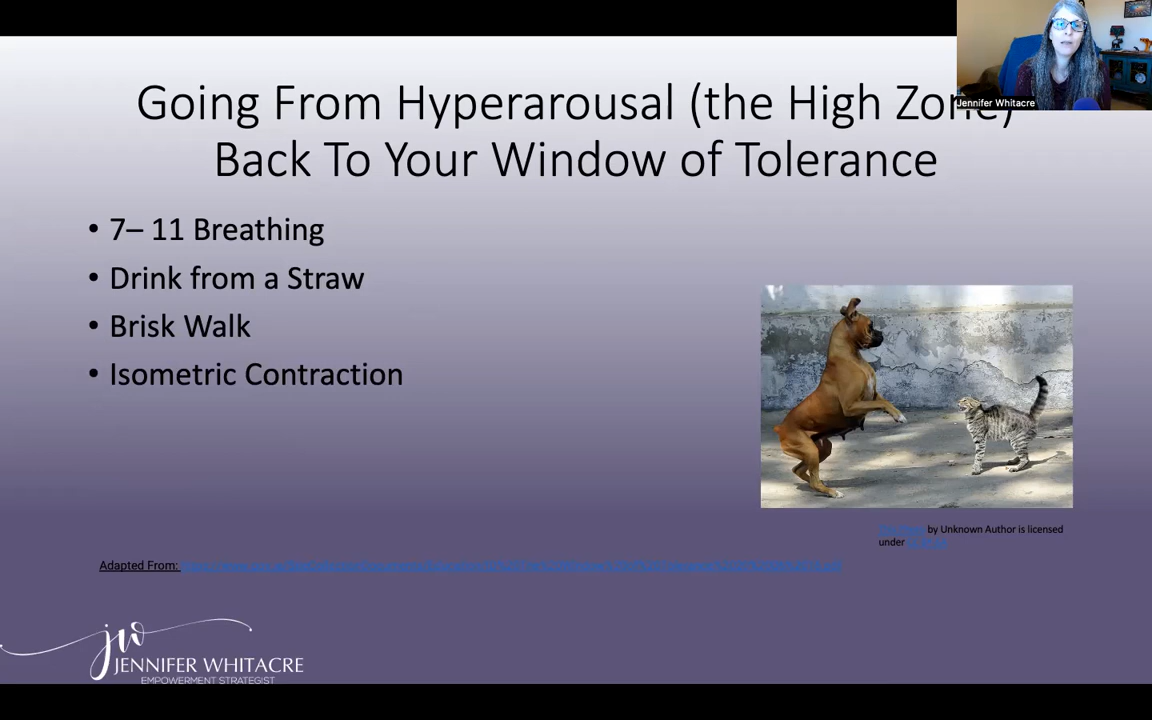 Going From Hyperarousal (the High Zone)
Back To Your Window of Tolerance
Jennifer Whitacre
• 7– 11 Breathing
• Drink from a Straw
• Brisk Walk
• Isometric Contraction
by Unknown Author is licensed
under
Adapted From:
jw
JENNIFER WHITACRE
EMPOWERMENT STRATEGIST